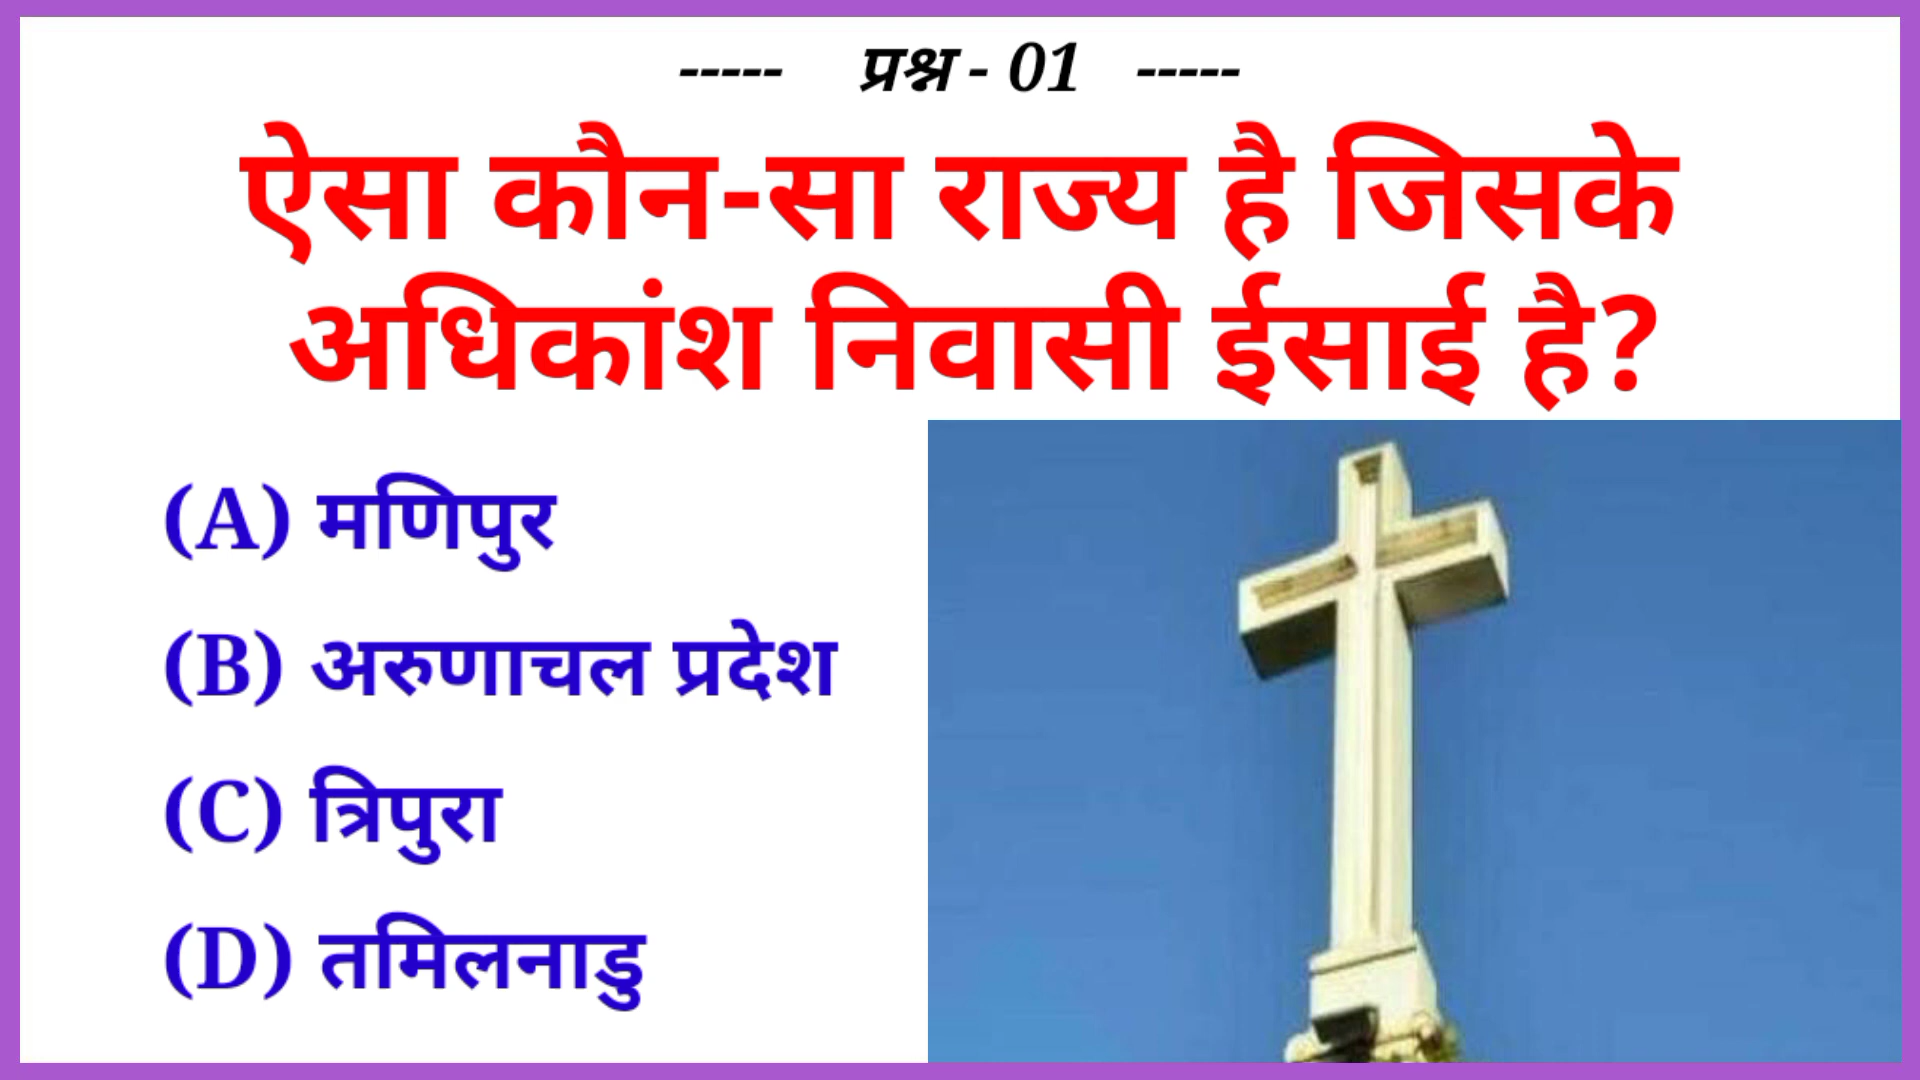 ----- प्रश्न - 01 -----
ऐसा कौन-सा राज्य है जिसके
अधिकांश निवासी ईसाई है?
(A) मणिपुर
(B) अरुणाचल प्रदेश
(C) त्रिपुरा
(D) तमिलनाडु